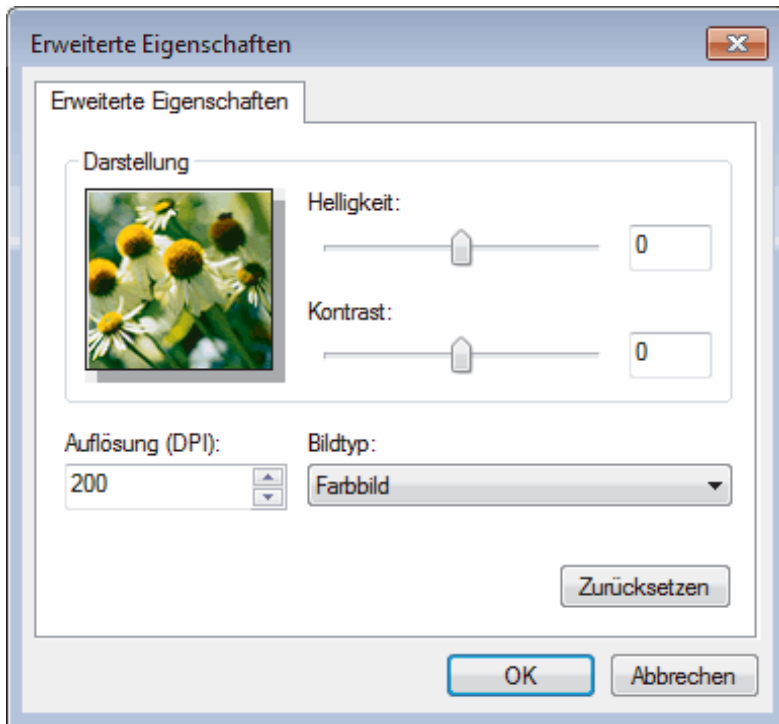 Erweiterte Eigenschaften
Erweiterte Eigenschaften
Darstellung
Helligkeit:
0
Kontrast:
0
Auflösung (DPI):
Bildtyp:
200
Farbbild
Zurücksetzen
OK
Abbrechen